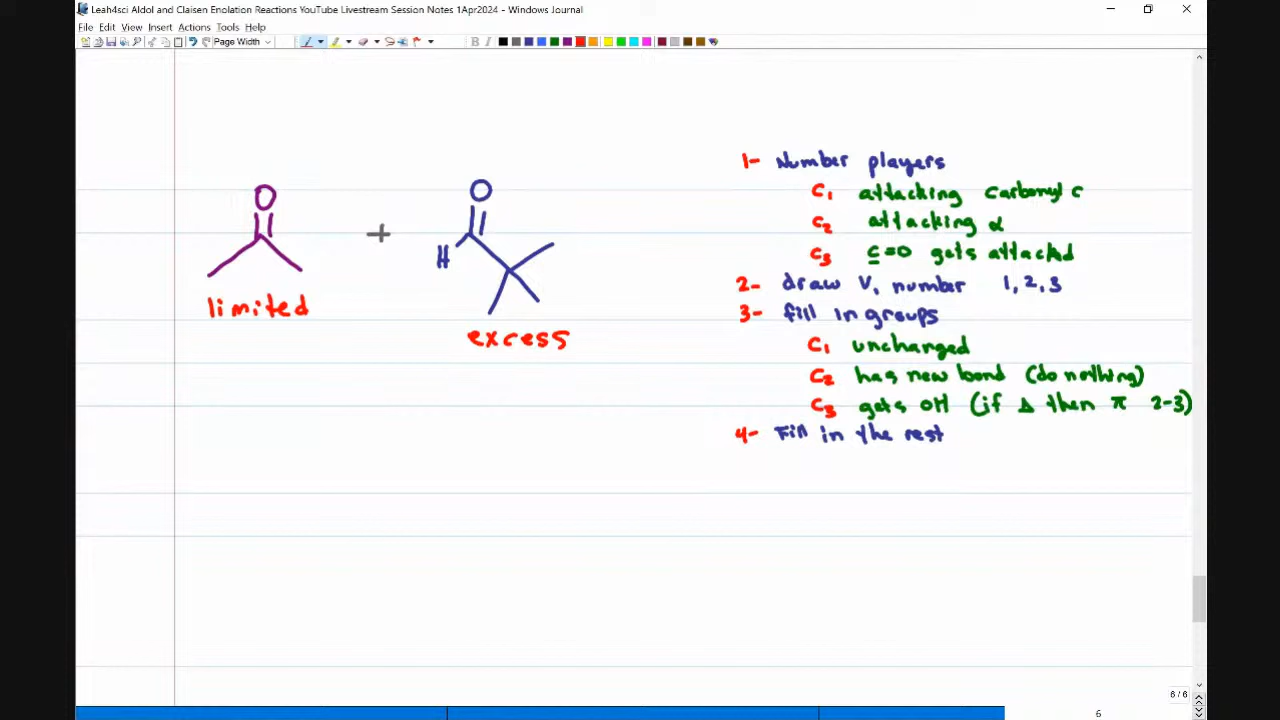 Leah4sci Aldol and Claisen Enolation Reactions YouTube Livestream Session Notes 1Apr2024 - Windows Journal
File Edit View Insert Actions Tools Help
Page Width
B I
O
+
O
H
limited
excess
1- Number players
C1 attacking carbonyl c
C2 attacking α
C3 c=o gets attackd
2- draw V, number 1, 2, 3
3- fill in groups
C1 unchanged
C2 has new bond (do nothing)
C3 gets OH (if Δ then π 2-3)
4- Fill in the rest
6 / 6
6